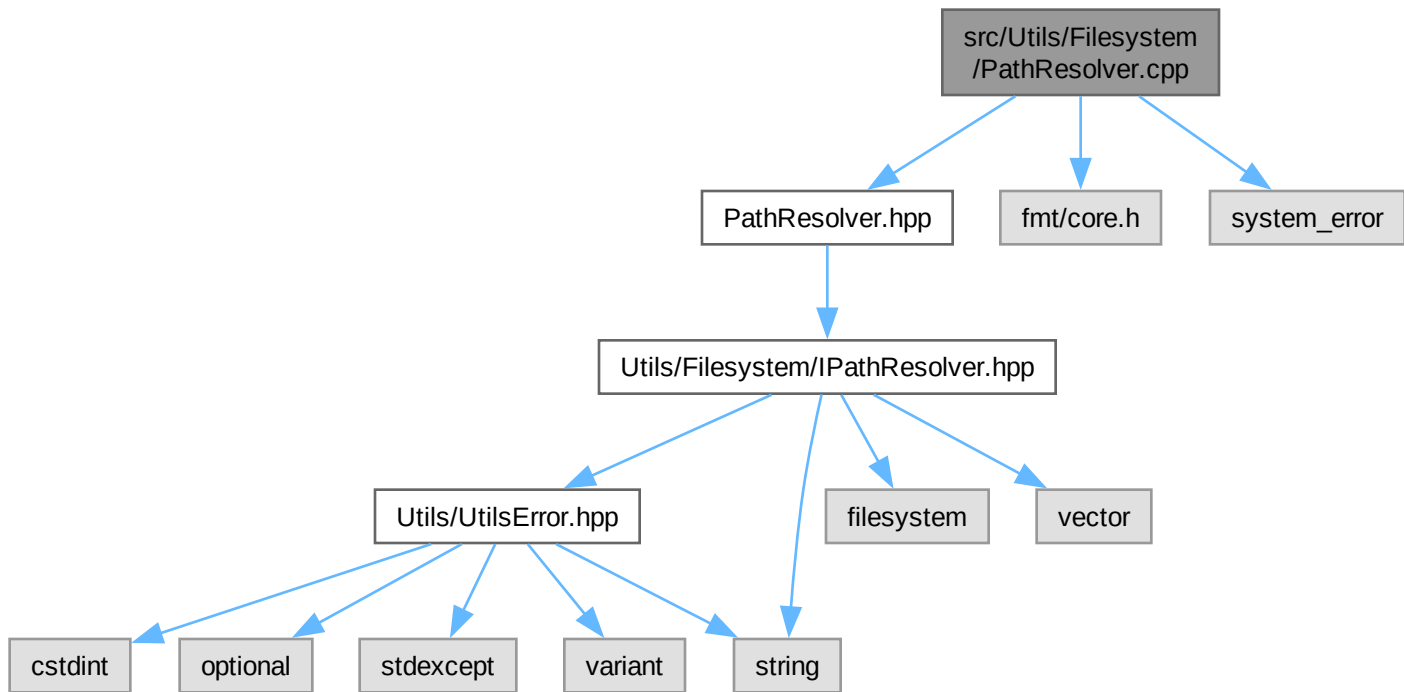 src/Utils/Filesystem
/PathResolver.cpp
PathResolver.hpp
fmt/core.h
system_error
Utils/Filesystem/IPathResolver.hpp
Utils/UtilsError.hpp
filesystem
vector
cstdint
optional
stdexcept
variant
string